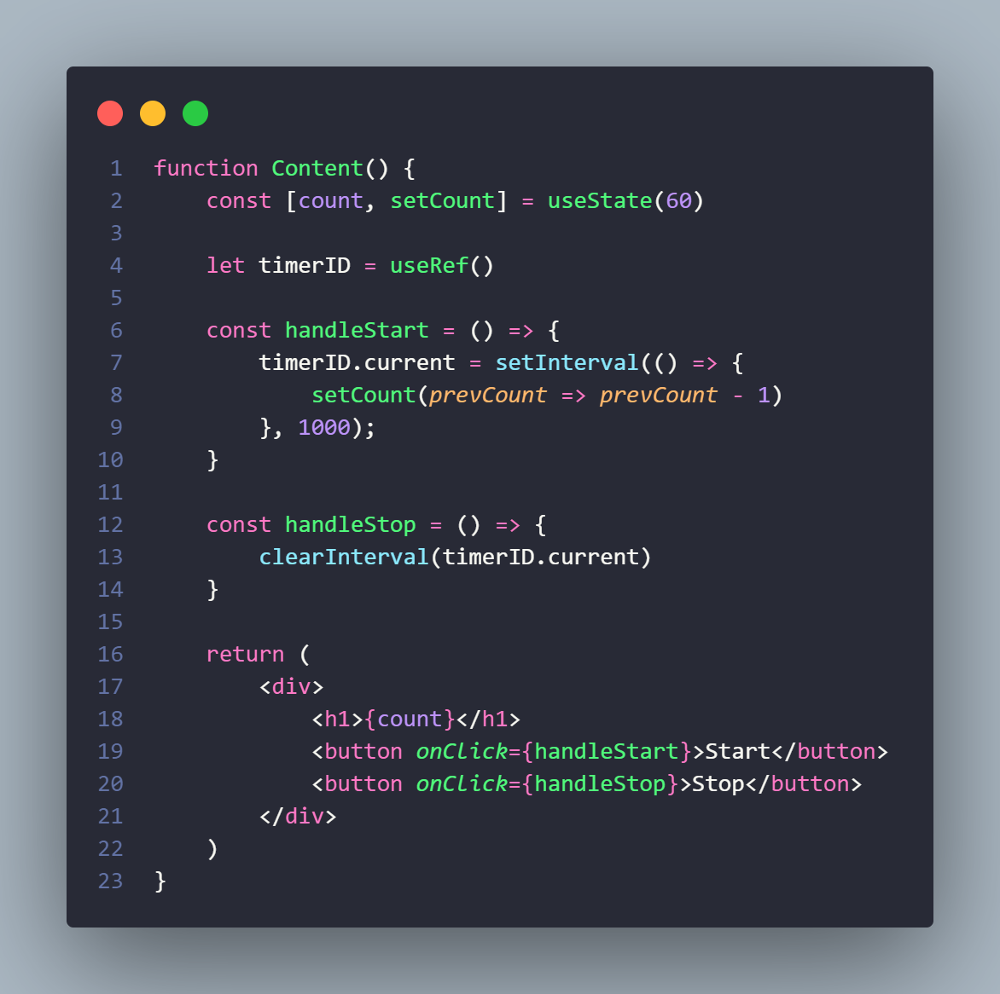 1 function Content() {
2     const [count, setCount] = useState(60)
3
4     let timerID = useRef()
5
6     const handleStart = () => {
7         timerID.current = setInterval(() => {
8             setCount(prevCount => prevCount - 1)
9         }, 1000);
10     }
11
12     const handleStop = () => {
13         clearInterval(timerID.current)
14     }
15
16     return (
17         <div>
18             <h1>{count}</h1>
19             <button onClick={handleStart}>Start</button>
20             <button onClick={handleStop}>Stop</button>
21         </div>
22     )
23 }